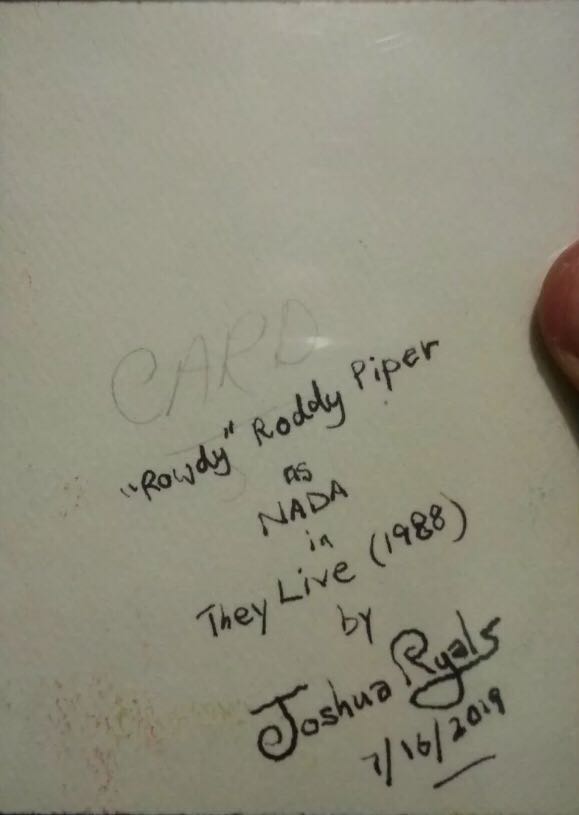 CARD
"Rowdy" Roddy Piper
as
NADA
in
They Live (1988)
by
Joshua Ryals
7/16/2019